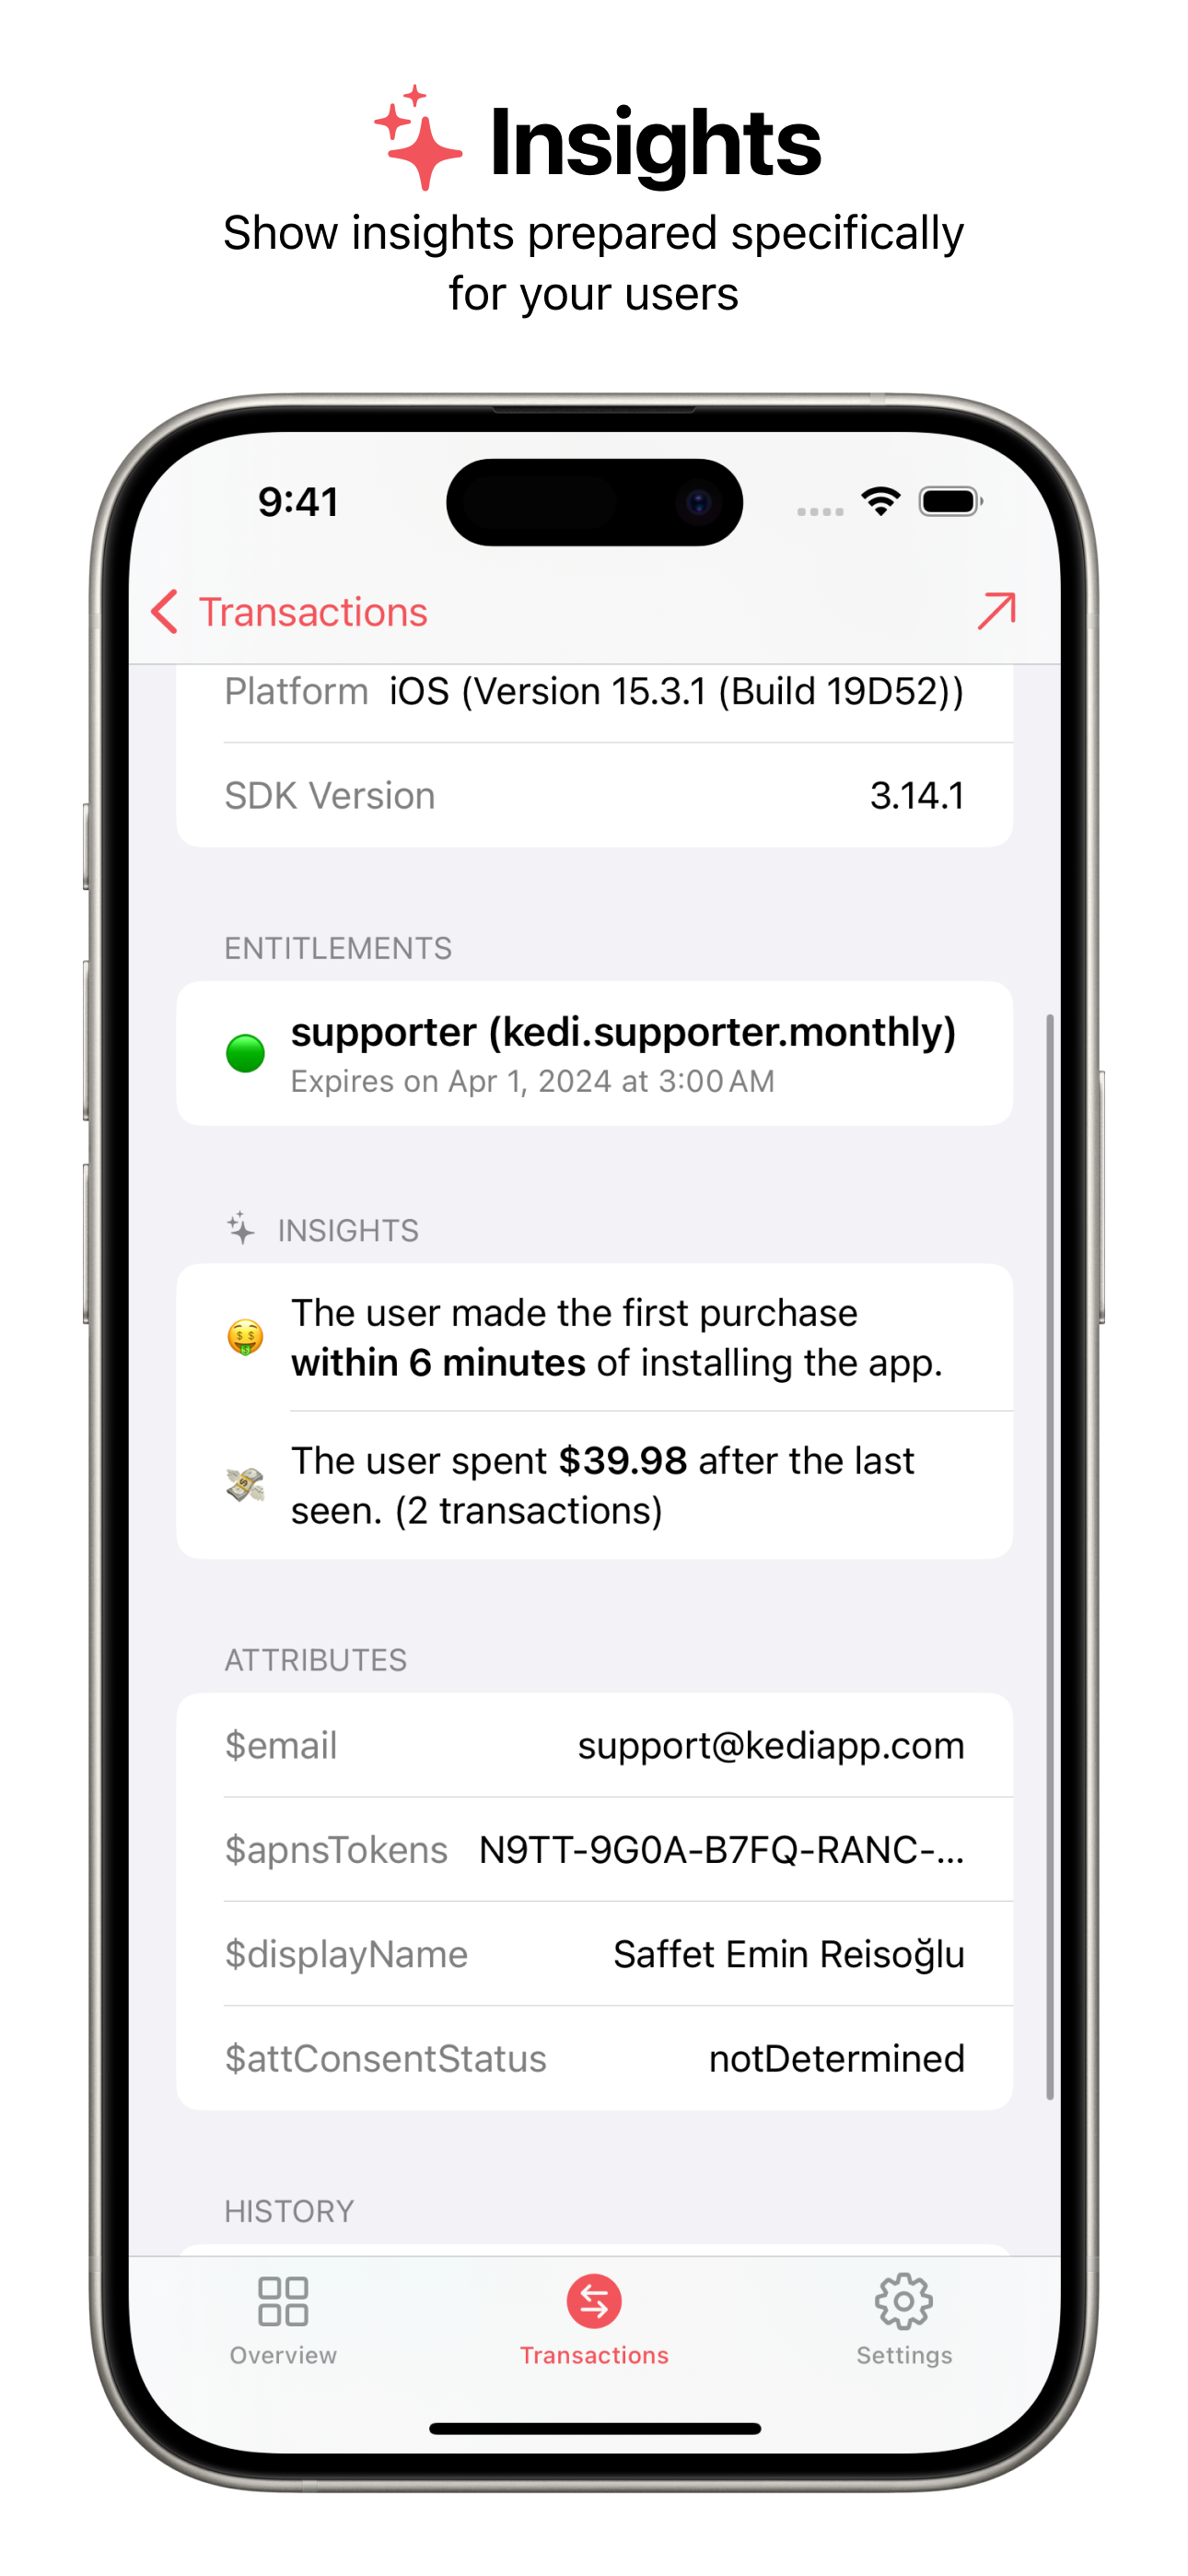 Insights
Show insights prepared specifically
for your users
9:41
Transactions
Platform iOS (Version 15.3.1 (Build 19D52))
SDK Version 3.14.1
ENTITLEMENTS
supporter (kedi.supporter.monthly)
Expires on Apr 1, 2024 at 3:00 AM
INSIGHTS
The user made the first purchase
within 6 minutes of installing the app.
The user spent $39.98 after the last
seen. (2 transactions)
ATTRIBUTES
$email support@kediapp.com
$apnsTokens N9TT-9G0A-B7FQ-RANC-...
$displayName Saffet Emin Reisoğlu
$attConsentStatus notDetermined
HISTORY
Overview Transactions Settings